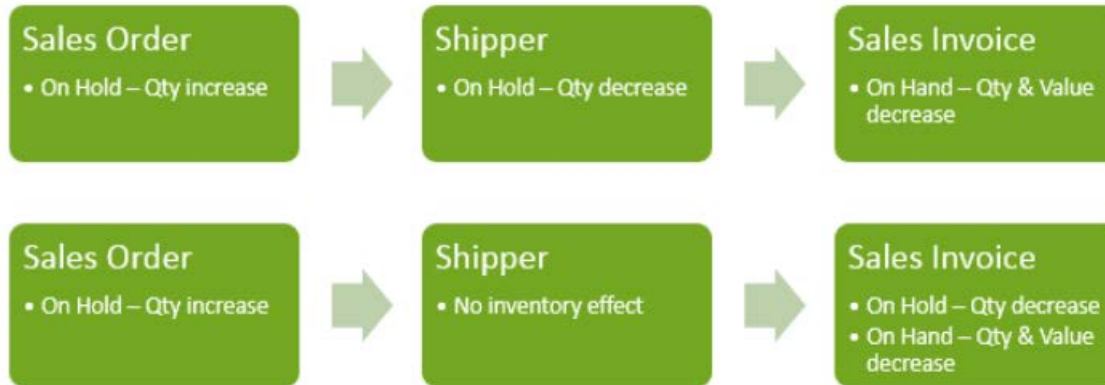 Sales Order
• On Hold – Qty increase
Shipper
• On Hold – Qty decrease
Sales Invoice
• On Hand – Qty & Value
decrease
Sales Order
• On Hold – Qty increase
Shipper
• No inventory effect
Sales Invoice
• On Hold – Qty decrease
• On Hand – Qty & Value
decrease